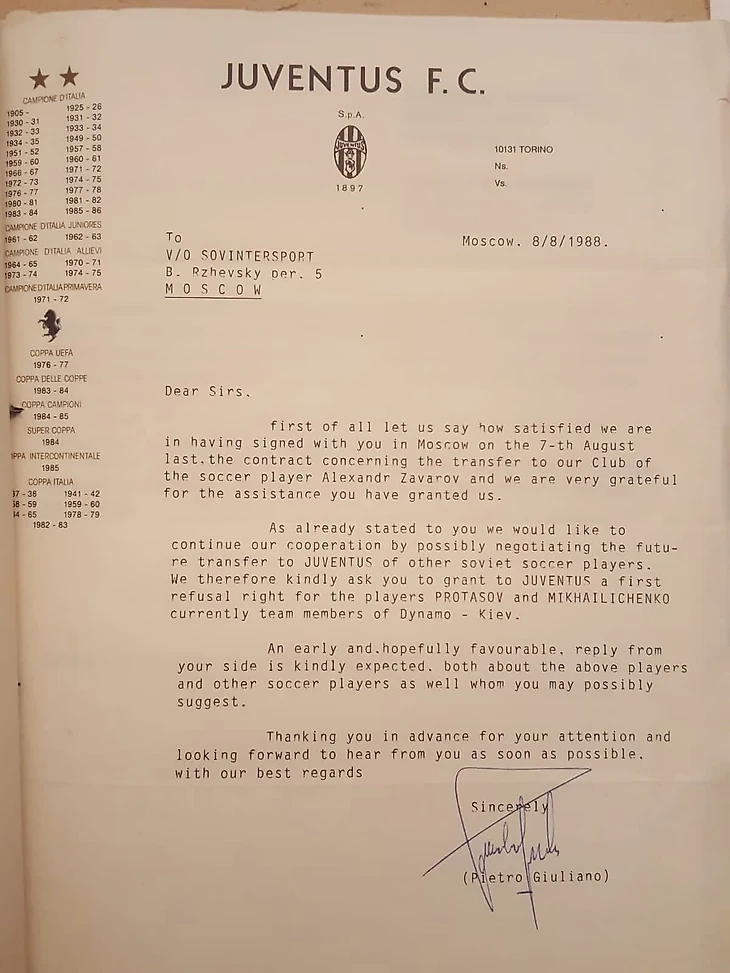 JUVENTUS F.C.
S.p.A.
JUVENTUS
1897
10131 TORINO
Ns.
Vs.
CAMPIONE D'ITALIA
1905 -
1925 - 26
1930 - 31
1931 - 32
1932 - 33
1933 - 34
1934 - 35
1949 - 50
1951 - 52
1957 - 58
1959 - 60
1960 - 61
1966 - 67
1971 - 72
1972 - 73
1974 - 75
1976 - 77
1977 - 78
1980 - 81
1981 - 82
1983 - 84
1985 - 86
CAMPIONE D'ITALIA JUNIORES
1961 - 62
1962 - 63
CAMPIONE D'ITALIA ALLIEVI
1964 - 65
1970 - 71
1973 - 74
1974 - 75
CAMPIONE D'ITALIA PRIMAVERA
1971 - 72
COPPA UEFA
1976 - 77
COPPA DELLE COPPE
1983 - 84
COPPA CAMPIONI
1984 - 85
SUPER COPPA
1984
PPA INTERCONTINENTALE
1985
COPPA ITALIA
37 - 38
1941 - 42
58 - 59
1959 - 60
64 - 65
1978 - 79
1982 - 83
To
V/O SOVINTERSPORT
B. Rzhevsky per. 5
M O S C O W
Moscow. 8/8/1988.
Dear Sirs.
first of all let us say how satisfied we are
in having signed with you in Moscow on the 7-th August
last.the contract concerning the transfer to our Club of
the soccer player Alexandr Zavarov and we are very grateful
for the assistance you have granted us.
As already stated to you we would like to
continue our cooperation by possibly negotiating the futu-
re transfer to JUVENTUS of other soviet soccer players.
We therefore kindly ask you to grant to JUVENTUS a first
refusal right for the players PROTASOV and MIKHAILICHENKO
currently team members of Dynamo - Kiev.
An early and.hopefully favourable. reply from
your side is kindly expected. both about the above players
and other soccer players as well whom you may possibly
suggest.
Thanking you in advance for your attention and
looking forward to hear from you as soon as possible.
with our best regards
Sincerely
(Pietro Giuliano)